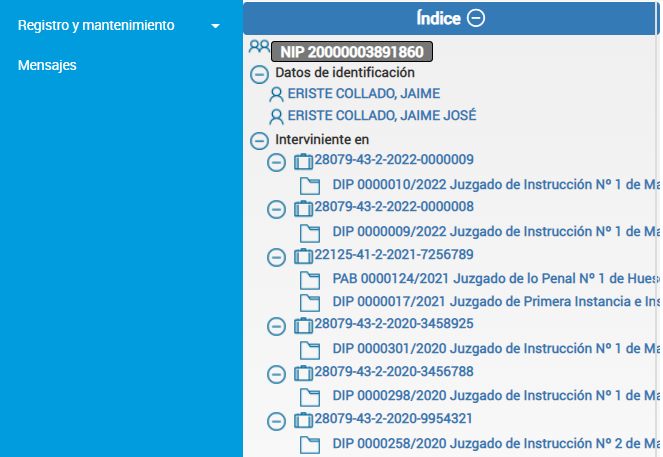 Registro y mantenimiento
Mensajes
Índice
NIP 20000003891860
Datos de identificación
ERISTE COLLADO, JAIME
ERISTE COLLADO, JAIME JOSÉ
Interviniente en
28079-43-2-2022-0000009
DIP 0000010/2022 Juzgado de Instrucción Nº 1 de Ma
28079-43-2-2022-0000008
DIP 0000009/2022 Juzgado de Instrucción Nº 1 de Ma
22125-41-2-2021-7256789
PAB 0000124/2021 Juzgado de lo Penal Nº 1 de Hues
DIP 0000017/2021 Juzgado de Primera Instancia e Ins
28079-43-2-2020-3458925
DIP 0000301/2020 Juzgado de Instrucción Nº 1 de Ma
28079-43-2-2020-3456788
DIP 0000298/2020 Juzgado de Instrucción Nº 1 de Ma
28079-43-2-2020-9954321
DIP 0000258/2020 Juzgado de Instrucción Nº 2 de Ma